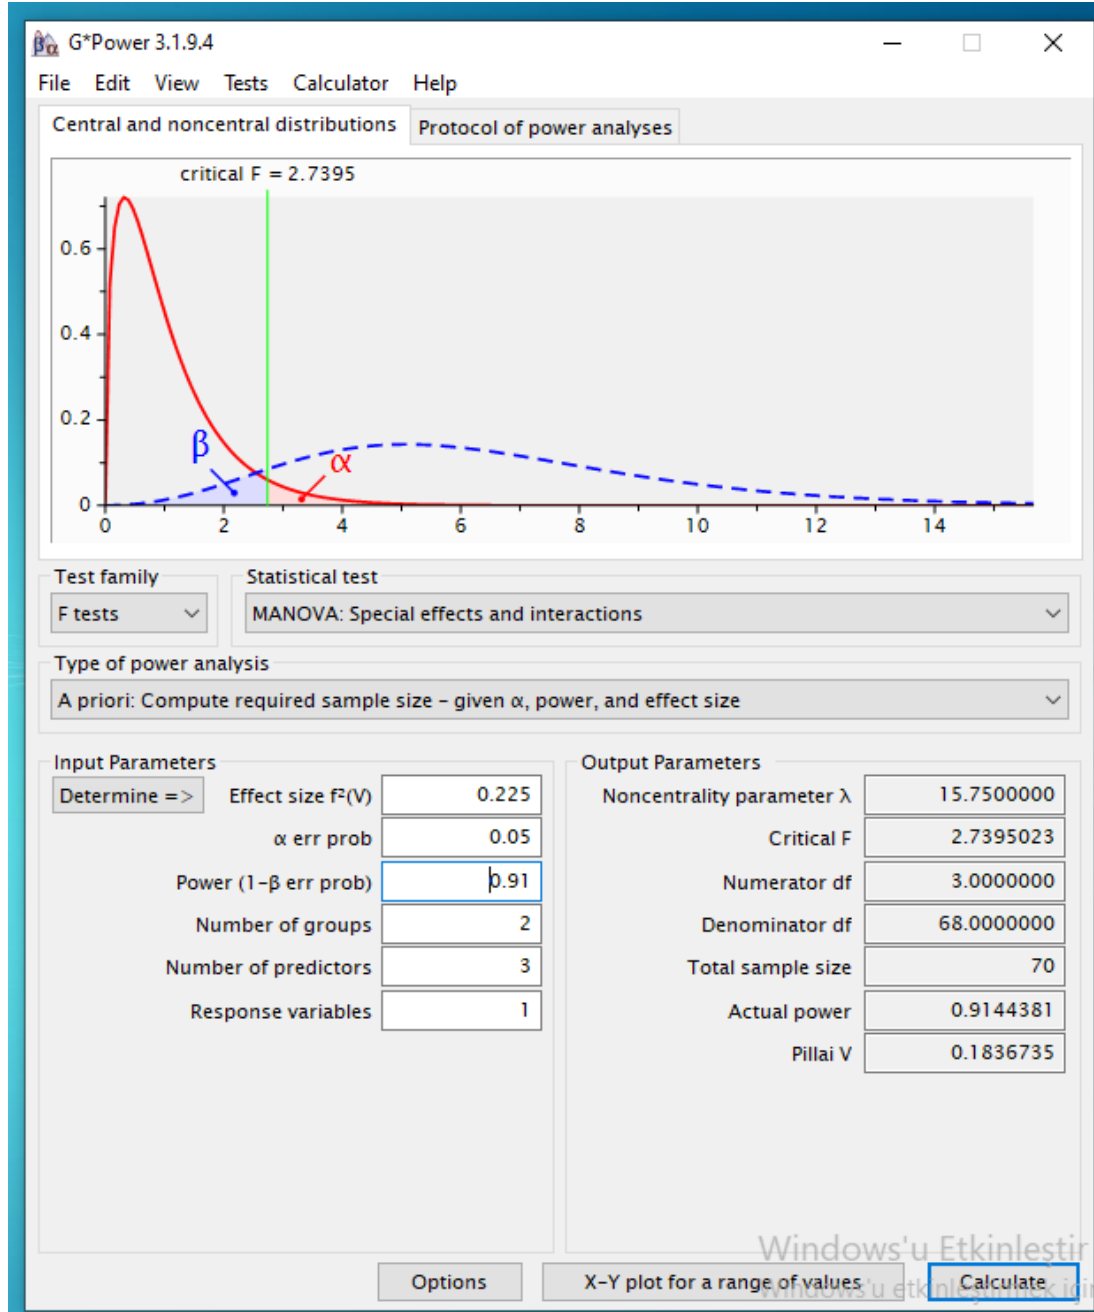 G*Power 3.1.9.4
File Edit View Tests Calculator Help
Central and noncentral distributions Protocol of power analyses
critical F = 2.7395
0.6
0.4
0.2
0
β
α
0 2 4 6 8 10 12 14
Test family
F tests
Statistical test
MANOVA: Special effects and interactions
Type of power analysis
A priori: Compute required sample size – given α, power, and effect size
Input Parameters
Determine =>
Effect size f²(V) 0.225
α err prob 0.05
Power (1-β err prob) 0.91
Number of groups 2
Number of predictors 3
Response variables 1
Output Parameters
Noncentrality parameter λ 15.7500000
Critical F 2.7395023
Numerator df 3.0000000
Denominator df 68.0000000
Total sample size 70
Actual power 0.9144381
Pillai V 0.1836735
Windows'u Etkinleştir
Windows'u etkinleştirmek için
Options X-Y plot for a range of values Calculate